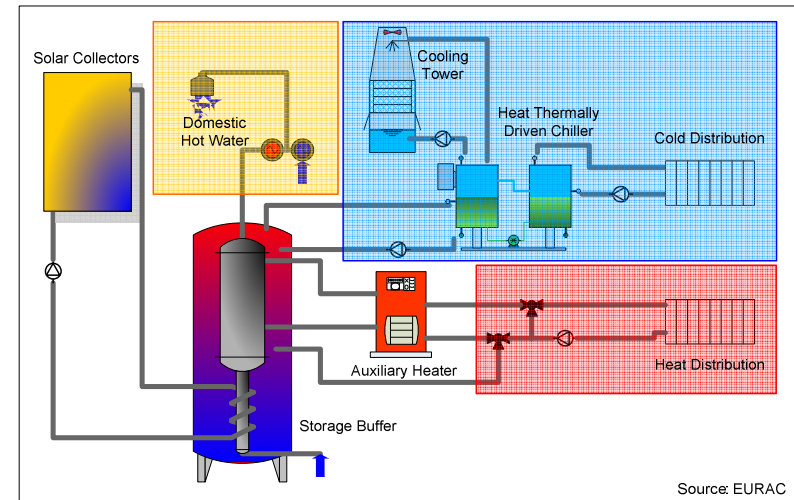 Solar Collectors
Domestic
Hot Water
Cooling
Tower
Heat Thermally
Driven Chiller
Cold Distribution
Auxiliary Heater
Heat Distribution
Storage Buffer
Source: EURAC